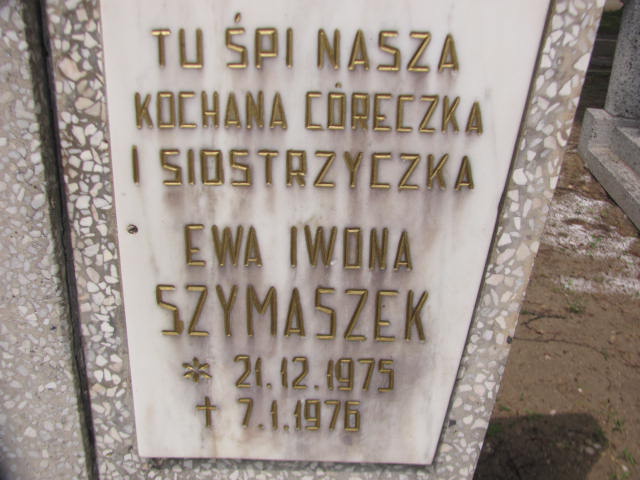 TU ŚPI NASZA
KOCHANA CÓRECZKA
I SIOSTRZYCZKA
EWA IWONA
SZYMASZEK
* 21.12.1975
† 7.1.1976